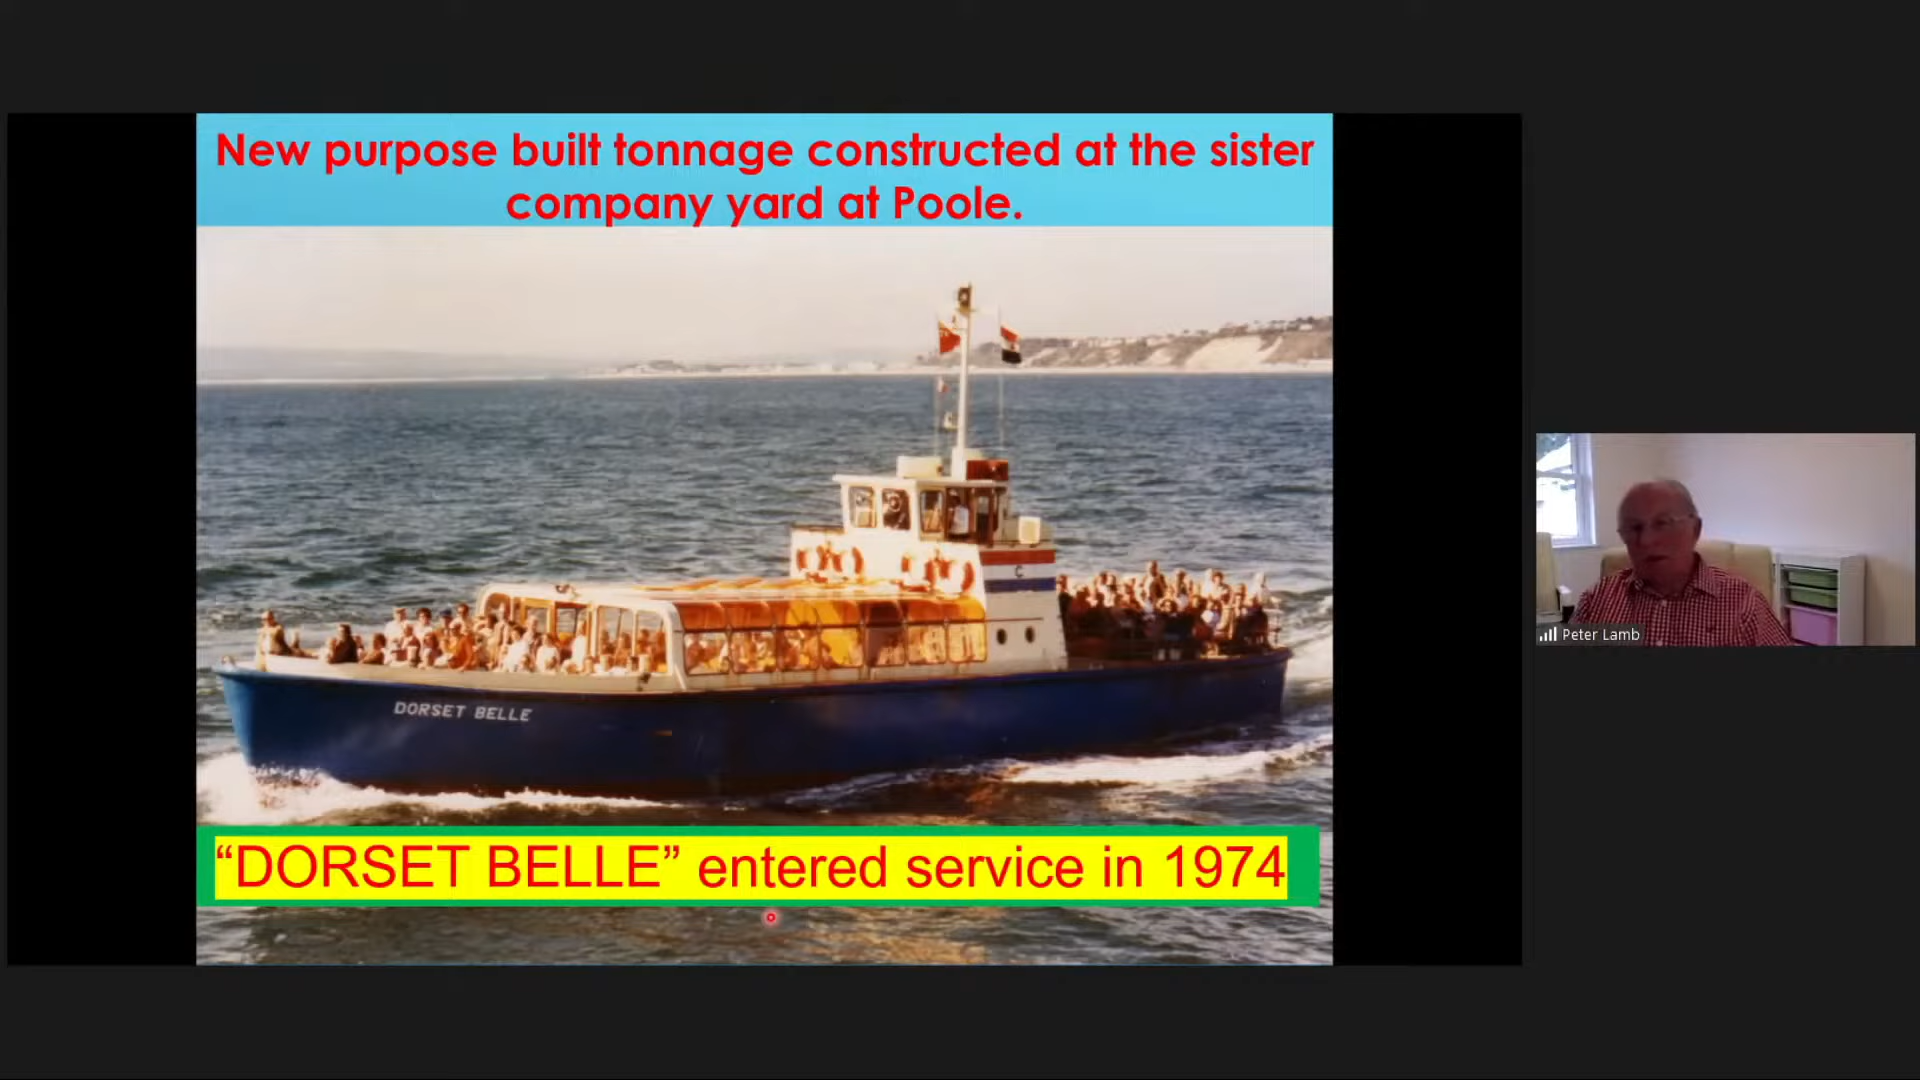 New purpose built tonnage constructed at the sister
company yard at Poole.
C
DORSET BELLE
“DORSET BELLE” entered service in 1974
Peter Lamb